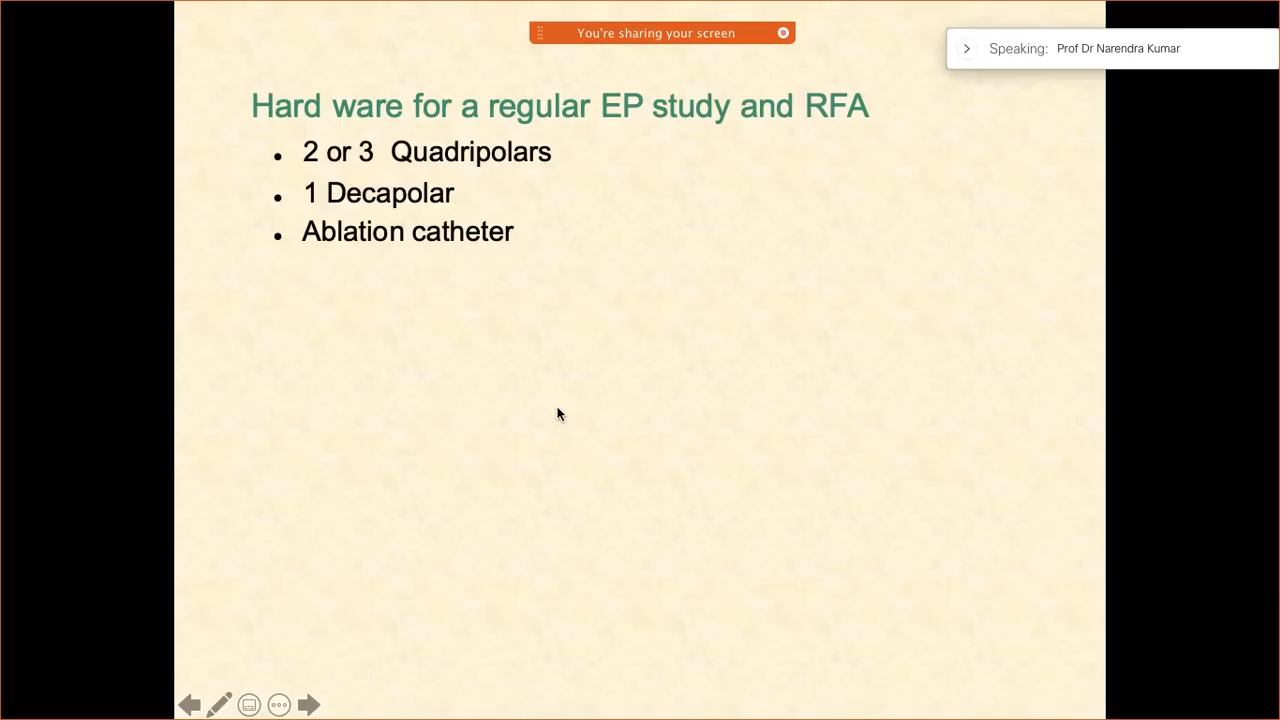 You're sharing your screen
Speaking: Prof Dr Narendra Kumar
Hard ware for a regular EP study and RFA
• 2 or 3 Quadripolars
• 1 Decapolar
• Ablation catheter